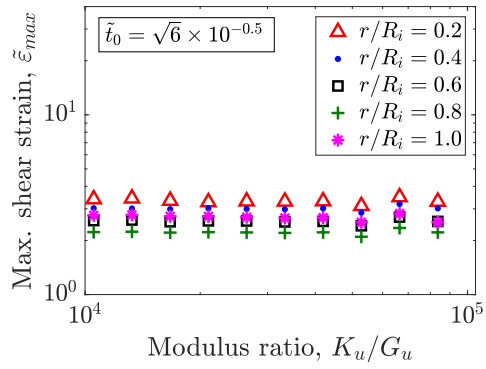 t̃₀ = √6 × 10⁻⁰·⁵
r/Rᵢ = 0.2
r/Rᵢ = 0.4
r/Rᵢ = 0.6
r/Rᵢ = 0.8
r/Rᵢ = 1.0
Max. shear strain, ε̃ₘₐₓ
10¹
10⁰
10⁴
10⁵
Modulus ratio, Kᵤ/Gᵤ